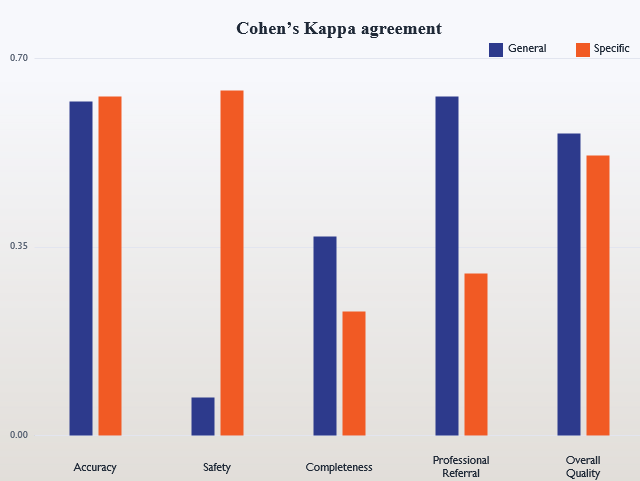 Cohen’s Kappa agreement
General
Specific
0.70
0.35
0.00
Accuracy
Safety
Completeness
Professional
Referral
Overall
Quality